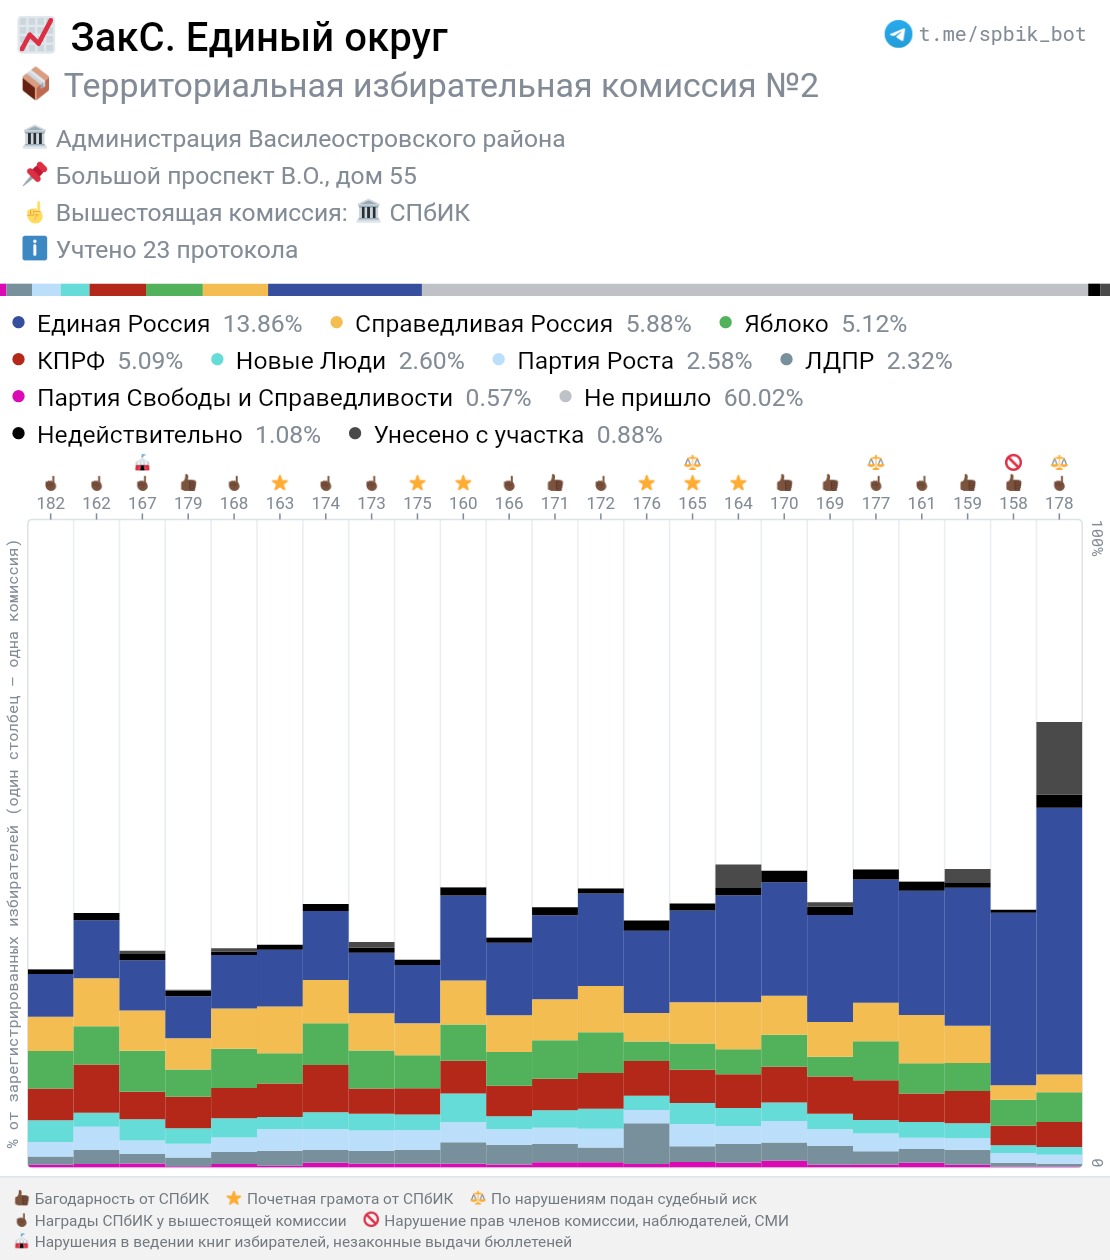 ЗакС. Единый округ
t.me/spbik_bot
Территориальная избирательная комиссия №2
Администрация Василеостровского района
Большой проспект В.О., дом 55
Вышестоящая комиссия: СПбИК
Учтено 23 протокола
Единая Россия 13.86% Справедливая Россия 5.88% Яблоко 5.12%
КПРФ 5.09% Новые Люди 2.60% Партия Роста 2.58% ЛДПР 2.32%
Партия Свободы и Справедливости 0.57% Не пришло 60.02%
Недействительно 1.08% Унесено с участка 0.88%
182 162 167 179 168 163 174 173 175 160 166 171 172 176 165 164 170 169 177 161 159 158 178
% от зарегистрированных избирателей (один столбец – одна комиссия)
100%
0
Багодарность от СПбИК Почетная грамота от СПбИК По нарушениям подан судебный иск
Награды СПбИК у вышестоящей комиссии Нарушение прав членов комиссии, наблюдателей, СМИ
Нарушения в ведении книг избирателей, незаконные выдачи бюллетеней